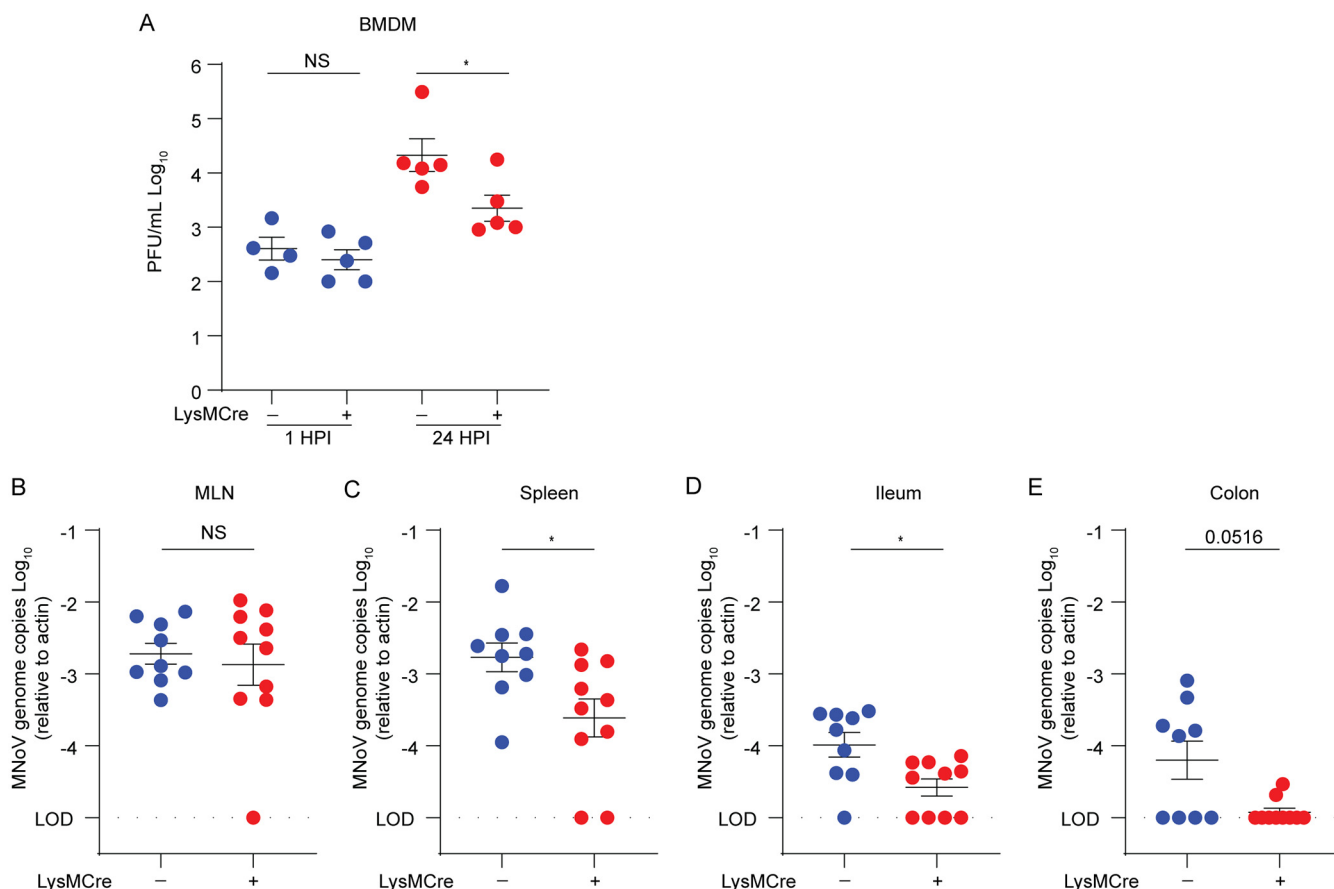 A
BMDM
NS
*
6
5
4
3
2
1
0
PFU/mL Log₁₀
LysMCre – + – +
1 HPI 24 HPI
B
MLN
NS
-1
-2
-3
-4
LOD
MNoV genome copies Log₁₀
(relative to actin)
LysMCre – +
C
Spleen
*
-1
-2
-3
-4
LOD
MNoV genome copies Log₁₀
(relative to actin)
LysMCre – +
D
Ileum
*
-1
-2
-3
-4
LOD
MNoV genome copies Log₁₀
(relative to actin)
LysMCre – +
E
Colon
0.0516
-1
-2
-3
-4
LOD
MNoV genome copies Log₁₀
(relative to actin)
LysMCre – +